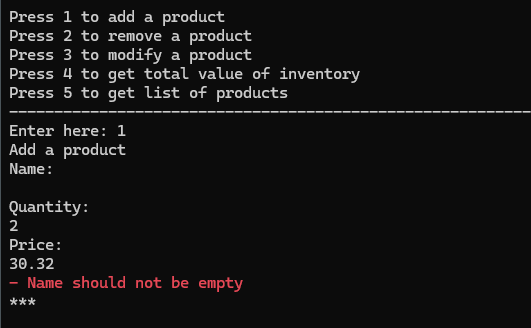 Press 1 to add a product
Press 2 to remove a product
Press 3 to modify a product
Press 4 to get total value of inventory
Press 5 to get list of products
----------------------------------------------------------
Enter here: 1
Add a product
Name:
Quantity:
2
Price:
30.32
- Name should not be empty
***